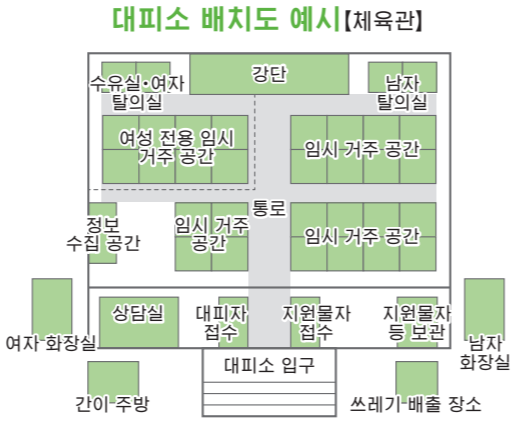 대피소 배치도 예시【체육관】
수유실·여자
탈의실
강단
남자
탈의실
여성 전용 임시
거주 공간
임시 거주 공간
통로
정보
수집 공간
임시 거주
공간
임시 거주 공간
여자 화장실
상담실
대피자
접수
지원물자
접수
지원물자
등 보관
남자
화장실
대피소 입구
간이 주방
쓰레기 배출 장소